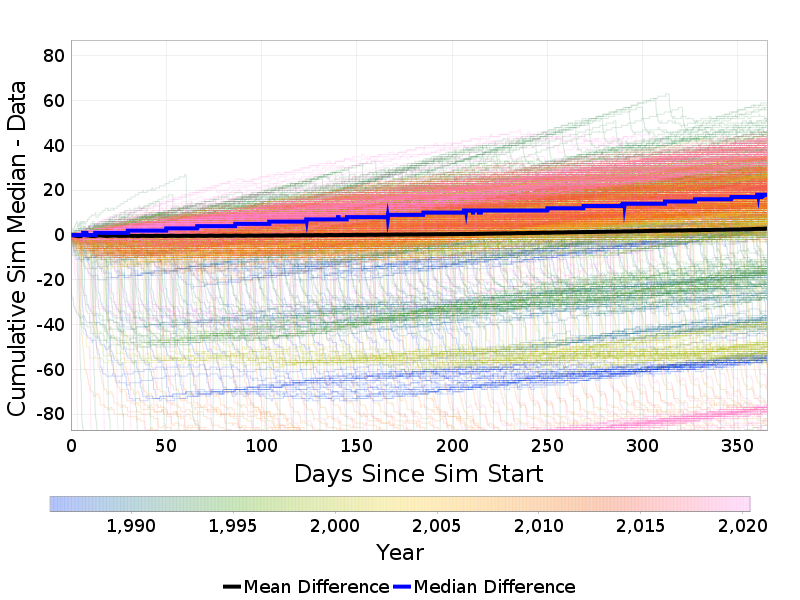 Cumulative Sim Median - Data
80
60
40
20
0
-20
-40
-60
-80
0 50 100 150 200 250 300 350
Days Since Sim Start
1,990 1,995 2,000 2,005 2,010 2,015 2,020
Year
Mean Difference Median Difference